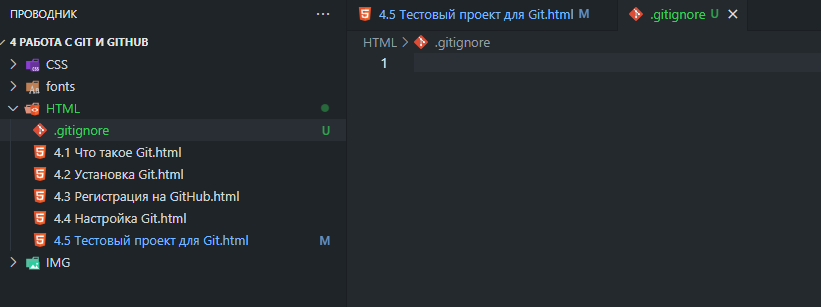 ПРОВОДНИК ...
4 РАБОТА С GIT И GITHUB
CSS
fonts
HTML
.gitignore U
4.1 Что такое Git.html
4.2 Установка Git.html
4.3 Регистрация на GitHub.html
4.4 Настройка Git.html
4.5 Тестовый проект для Git.html M
IMG
4.5 Тестовый проект для Git.html M
.gitignore U
HTML > .gitignore
1